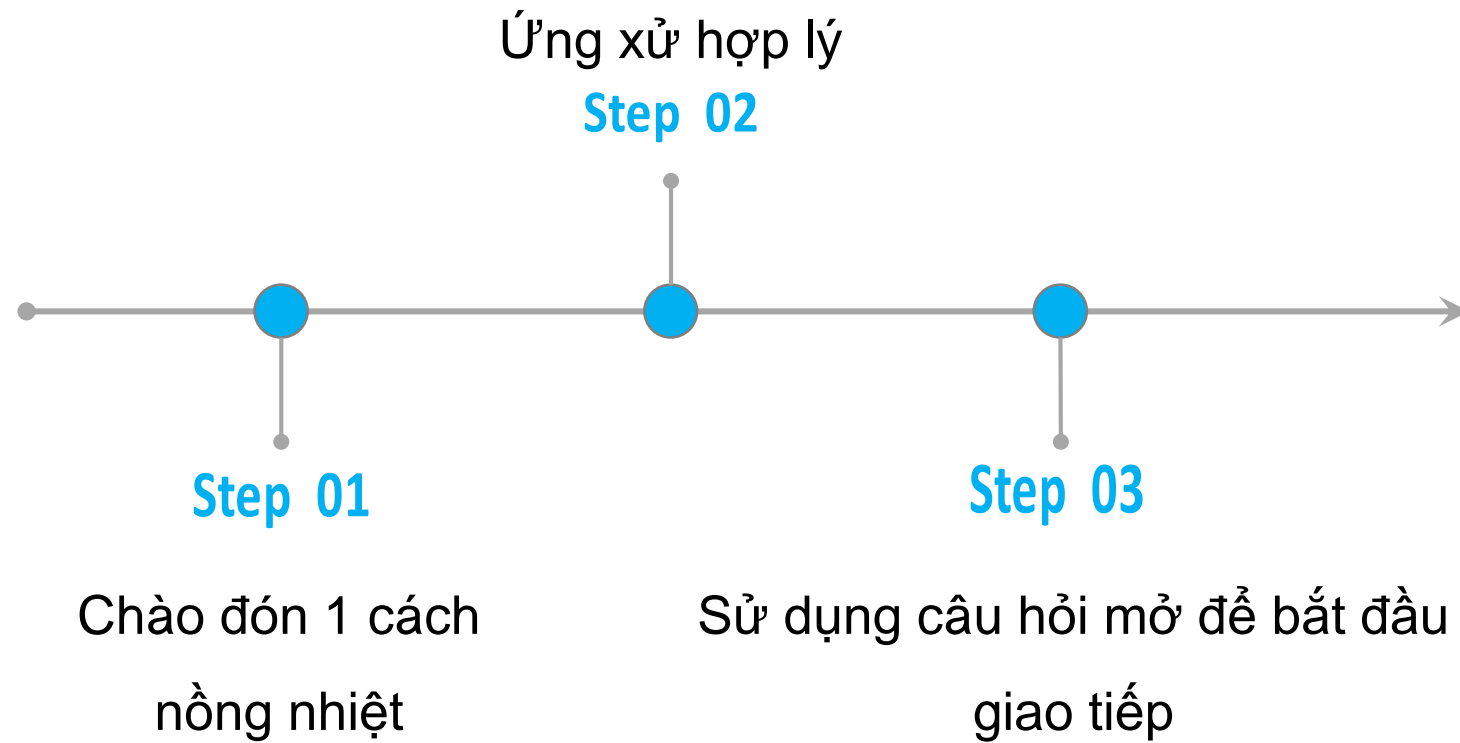 Ứng xử hợp lý
Step 02
Step 01
Chào đón 1 cách
nồng nhiệt
Step 03
Sử dụng câu hỏi mở để bắt đầu
giao tiếp